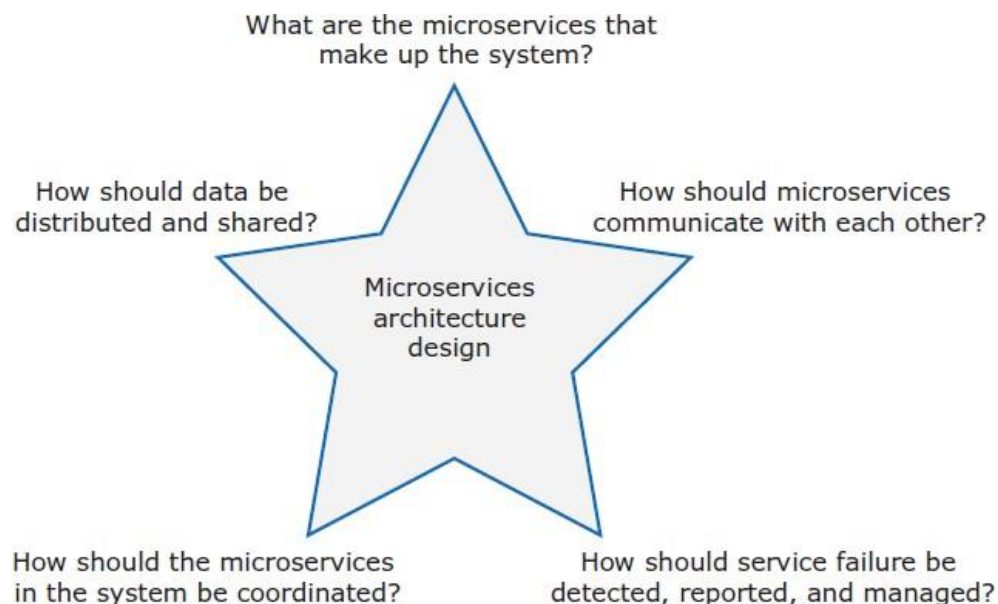 What are the microservices that
make up the system?
How should data be
distributed and shared?
How should microservices
communicate with each other?
Microservices
architecture
design
How should the microservices
in the system be coordinated?
How should service failure be
detected, reported, and managed?